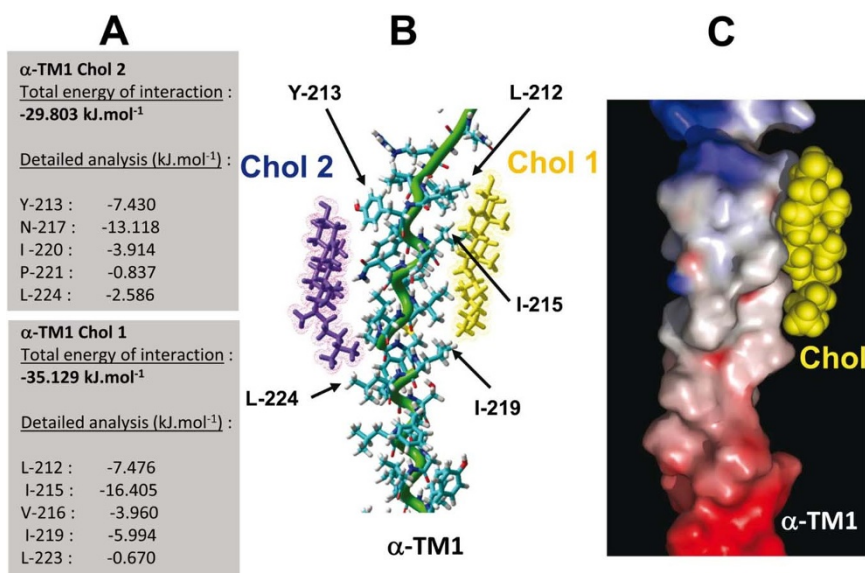 A
α-TM1 Chol 2
Total energy of interaction :
-29.803 kJ.mol⁻¹
Detailed analysis (kJ.mol⁻¹) :
Y-213 : -7.430
N-217 : -13.118
I-220 : -3.914
P-221 : -0.837
L-224 : -2.586
α-TM1 Chol 1
Total energy of interaction :
-35.129 kJ.mol⁻¹
Detailed analysis (kJ.mol⁻¹) :
L-212 : -7.476
I-215 : -16.405
V-216 : -3.960
I-219 : -5.994
L-223 : -0.670
B
Y-213
L-212
Chol 2
Chol 1
I-215
L-224
I-219
α-TM1
C
Chol
α-TM1